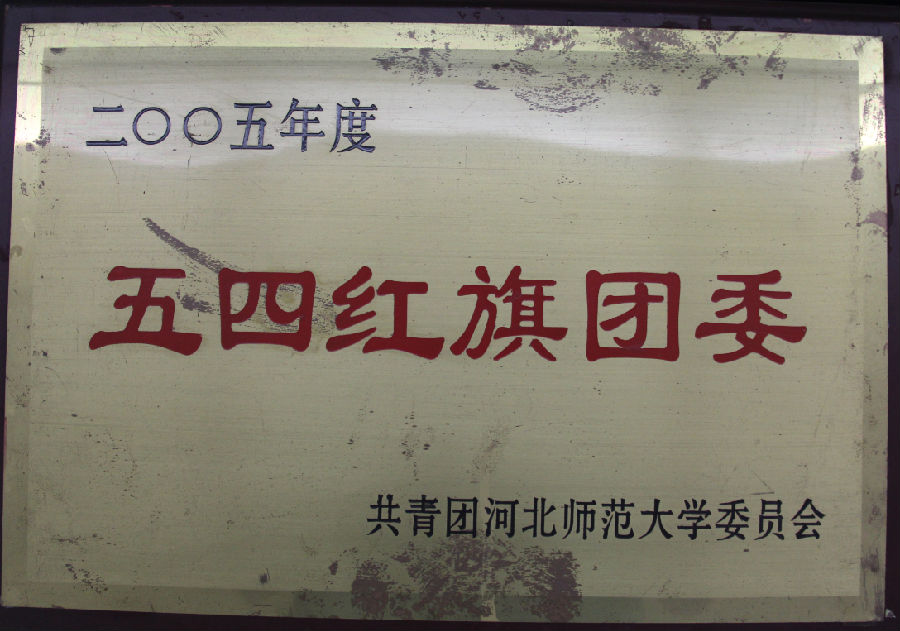 二〇〇五年度
五四红旗团委
共青团河北师范大学委员会